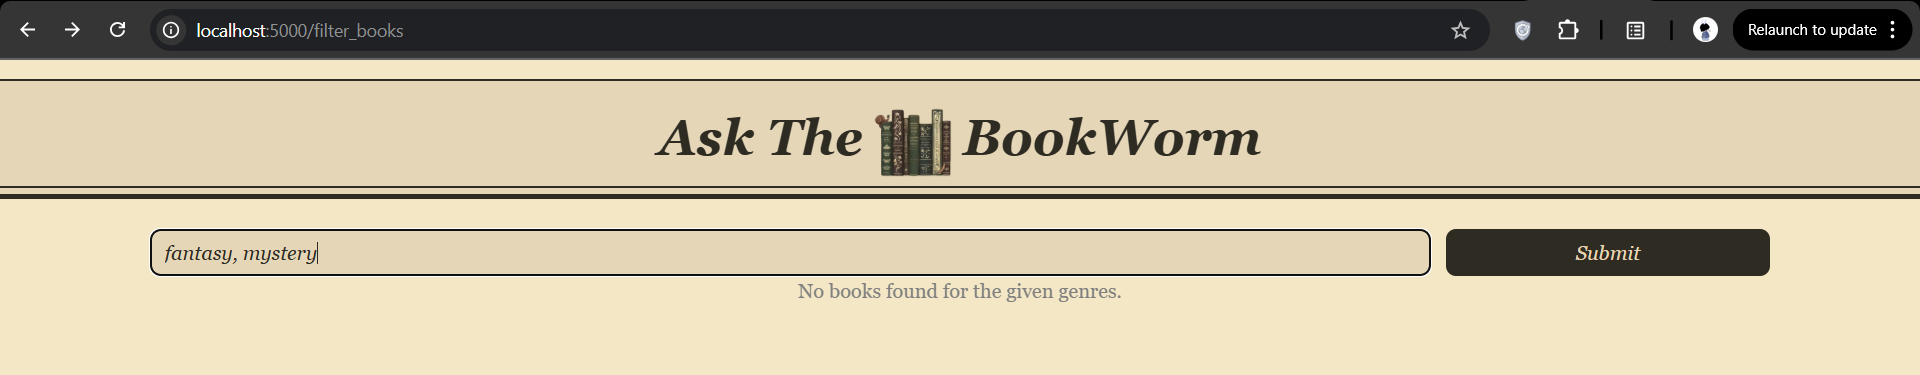 localhost:5000/filter_books
Relaunch to update
Ask The BookWorm
fantasy, mystery
Submit
No books found for the given genres.